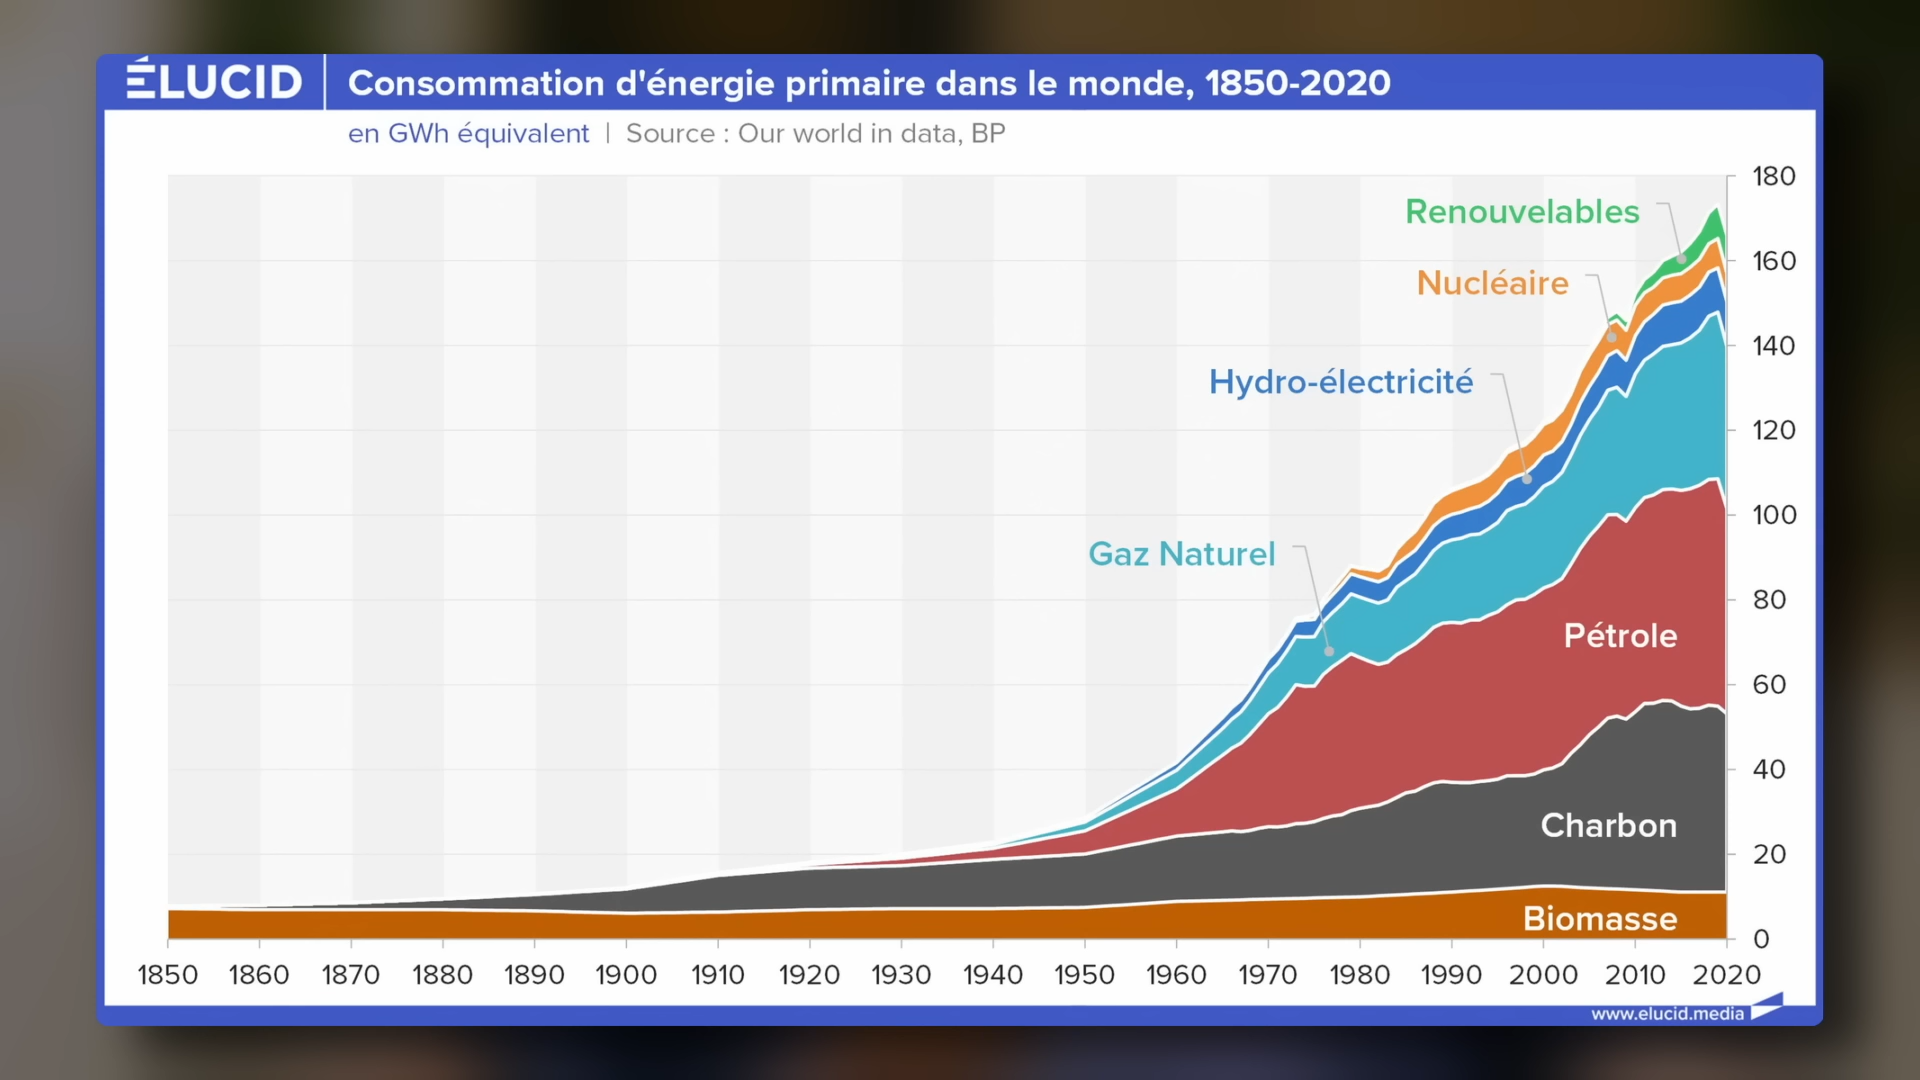 ÉLUCID
Consommation d'énergie primaire dans le monde, 1850-2020
en GWh équivalent | Source : Our world in data, BP
180
Renouvelables
160
Nucléaire
140
Hydro-électricité
120
100
Gaz Naturel
80
Pétrole
60
40
Charbon
20
Biomasse
0
1850 1860 1870 1880 1890 1900 1910 1920 1930 1940 1950 1960 1970 1980 1990 2000 2010 2020
www.elucid.media